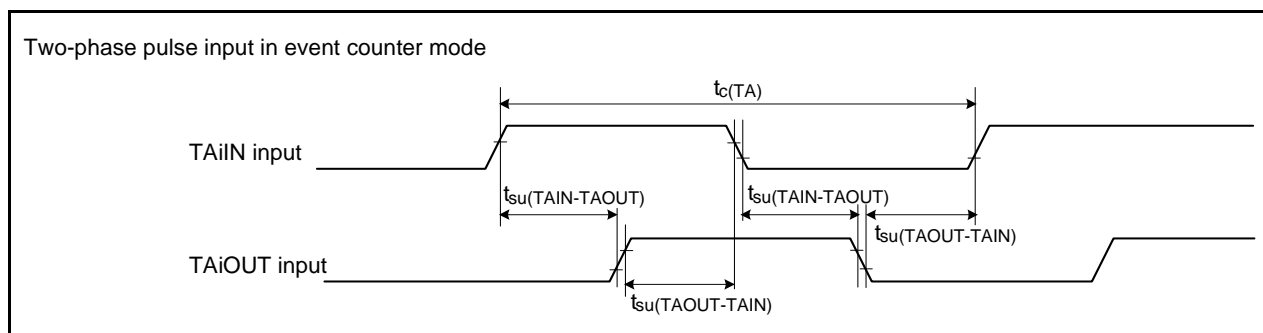 Two-phase pulse input in event counter mode
tc(TA)
TAiIN input
tsu(TAIN-TAOUT)
tsu(TAIN-TAOUT)
tsu(TAOUT-TAIN)
TAiOUT input
tsu(TAOUT-TAIN)